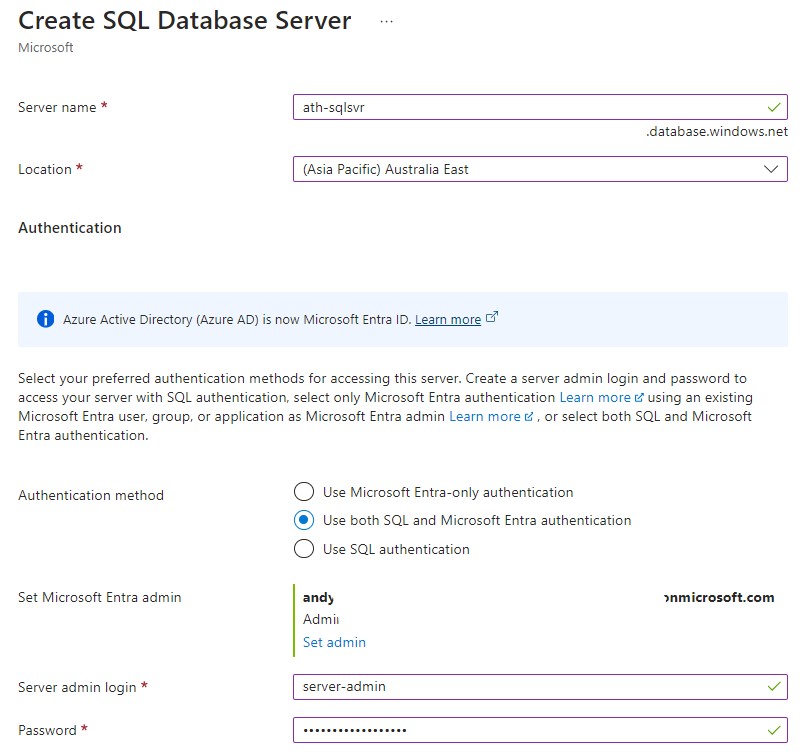 Create SQL Database Server ...
Microsoft
Server name *
ath-sqlsvr
.database.windows.net
Location *
(Asia Pacific) Australia East
Authentication
Azure Active Directory (Azure AD) is now Microsoft Entra ID. Learn more
Select your preferred authentication methods for accessing this server. Create a server admin login and password to
access your server with SQL authentication, select only Microsoft Entra authentication Learn more using an existing
Microsoft Entra user, group, or application as Microsoft Entra admin Learn more , or select both SQL and Microsoft
Entra authentication.
Authentication method
Use Microsoft Entra-only authentication
Use both SQL and Microsoft Entra authentication
Use SQL authentication
Set Microsoft Entra admin
andy onmicrosoft.com
Admi
Set admin
Server admin login *
server-admin
Password *
••••••••••••••••••